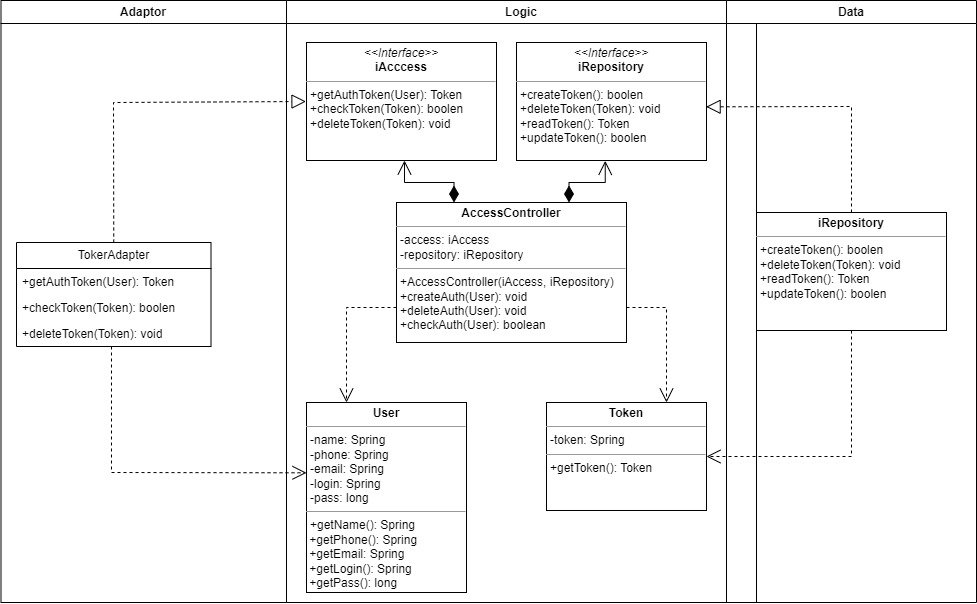 Adaptor
Logic
Data
<<Interface>>
iAcccess
+getAuthToken(User): Token
+checkToken(Token): boolen
+deleteToken(Token): void
<<Interface>>
iRepository
+createToken(): boolen
+deleteToken(Token): void
+readToken(): Token
+updateToken(): boolen
AccessController
-access: iAccess
-repository: iRepository
+AccessController(iAccess, iRepository)
+createAuth(User): void
+deleteAuth(User): void
+checkAuth(User): boolean
TokerAdapter
+getAuthToken(User): Token
+checkToken(Token): boolen
+deleteToken(Token): void
iRepository
+createToken(): boolen
+deleteToken(Token): void
+readToken(): Token
+updateToken(): boolen
User
-name: Spring
-phone: Spring
-email: Spring
-login: Spring
-pass: long
+getName(): Spring
+getPhone(): Spring
+getEmail: Spring
+getLogin(): Spring
+getPass(): long
Token
-token: Spring
+getToken(): Token